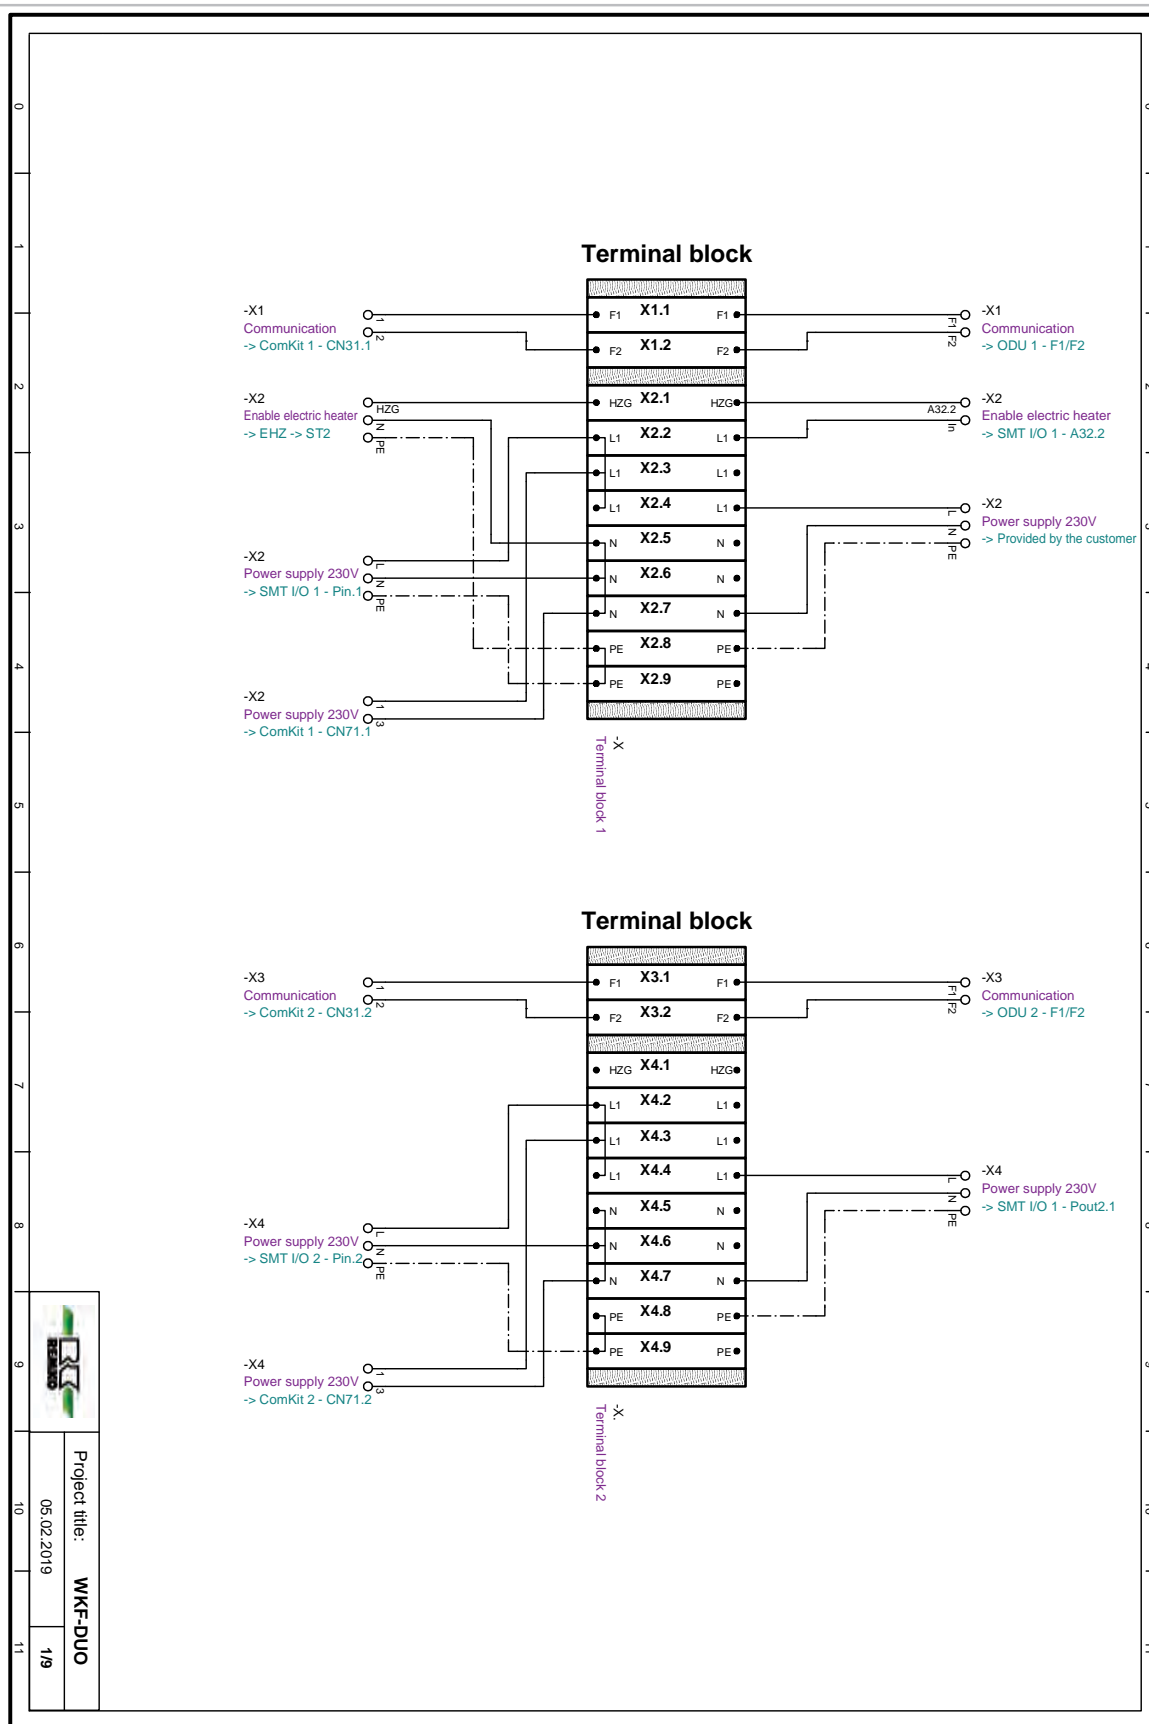 0
1
2
3
4
5
6
7
8
9
10
11
Terminal block
-X1
Communication
-> ComKit 1 - CN31.1
1
2
-X2
Enable electric heater
-> EHZ -> ST2
HZG
N
PE
-X2
Power supply 230V
-> SMT I/O 1 - Pin.1
L
N
PE
-X2
Power supply 230V
-> ComKit 1 - CN71.1
1
3
F1 X1.1 F1
F2 X1.2 F2
HZG X2.1 HZG
L1 X2.2 L1
L1 X2.3 L1
L1 X2.4 L1
N X2.5 N
N X2.6 N
N X2.7 N
PE X2.8 PE
PE X2.9 PE
-X
Terminal block 1
F1
F2
-X1
Communication
-> ODU 1 - F1/F2
A32.2
In
-X2
Enable electric heater
-> SMT I/O 1 - A32.2
L
N
PE
-X2
Power supply 230V
-> Provided by the customer
Terminal block
-X3
Communication
-> ComKit 2 - CN31.2
1
2
-X4
Power supply 230V
-> SMT I/O 2 - Pin.2
L
N
PE
-X4
Power supply 230V
-> ComKit 2 - CN71.2
1
3
F1 X3.1 F1
F2 X3.2 F2
HZG X4.1 HZG
L1 X4.2 L1
L1 X4.3 L1
L1 X4.4 L1
N X4.5 N
N X4.6 N
N X4.7 N
PE X4.8 PE
PE X4.9 PE
-X.
Terminal block 2
F1
F2
-X3
Communication
-> ODU 2 - F1/F2
L
N
PE
-X4
Power supply 230V
-> SMT I/O 1 - Pout2.1
REMKO
Project title: WKF-DUO
05.02.2019
1/9